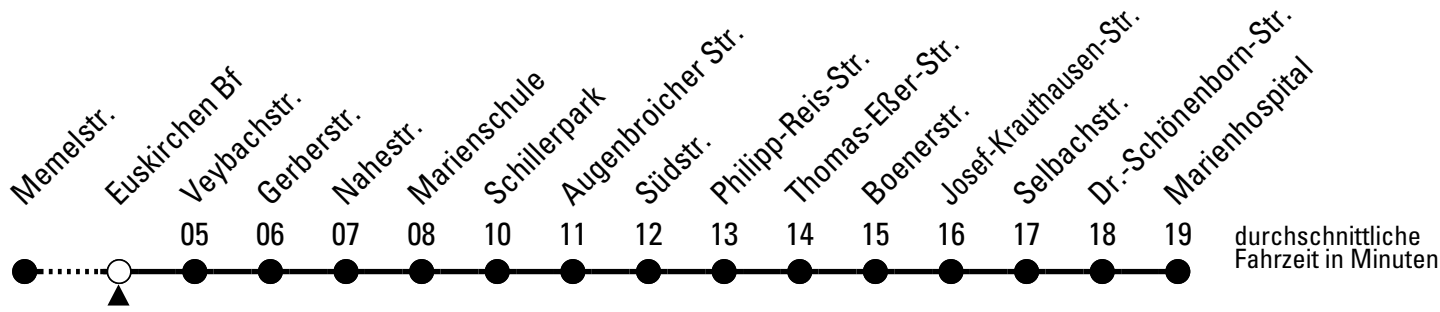 Memelstr.
Euskirchen Bf
Veybachstr.
Gerberstr.
Nahestr.
Marienschule
Schillerpark
Augenbroicher Str.
Südstr.
Philipp-Reis-Str.
Thomas-Eßer-Str.
Boenerstr.
Josef-Krauthausen-Str.
Selbachstr.
Dr.-Schönenborn-Str.
Marienhospital
05 06 07 08 10 11 12 13 14 15 16 17 18 19
durchschnittliche
Fahrzeit in Minuten